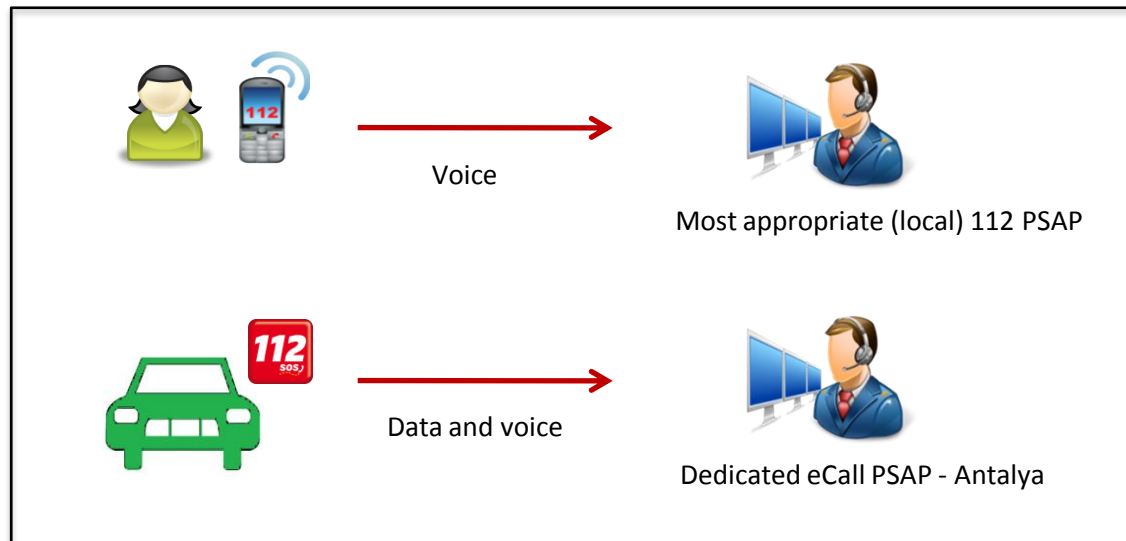 112
Voice
Most appropriate (local) 112 PSAP
112
SOS
Data and voice
Dedicated eCall PSAP - Antalya